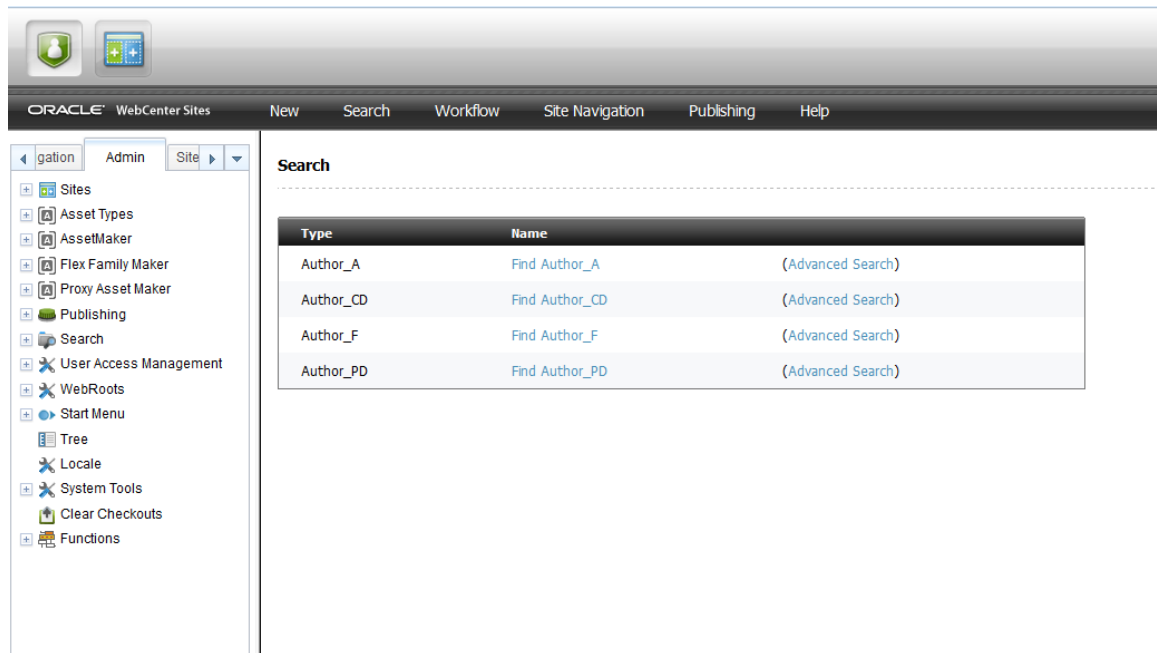 ORACLE WebCenter Sites New Search Workflow Site Navigation Publishing Help
gation Admin Site
Sites
Asset Types
AssetMaker
Flex Family Maker
Proxy Asset Maker
Publishing
Search
User Access Management
WebRoots
Start Menu
Tree
Locale
System Tools
Clear Checkouts
Functions
Search
Type Name
Author_A Find Author_A (Advanced Search)
Author_CD Find Author_CD (Advanced Search)
Author_F Find Author_F (Advanced Search)
Author_PD Find Author_PD (Advanced Search)